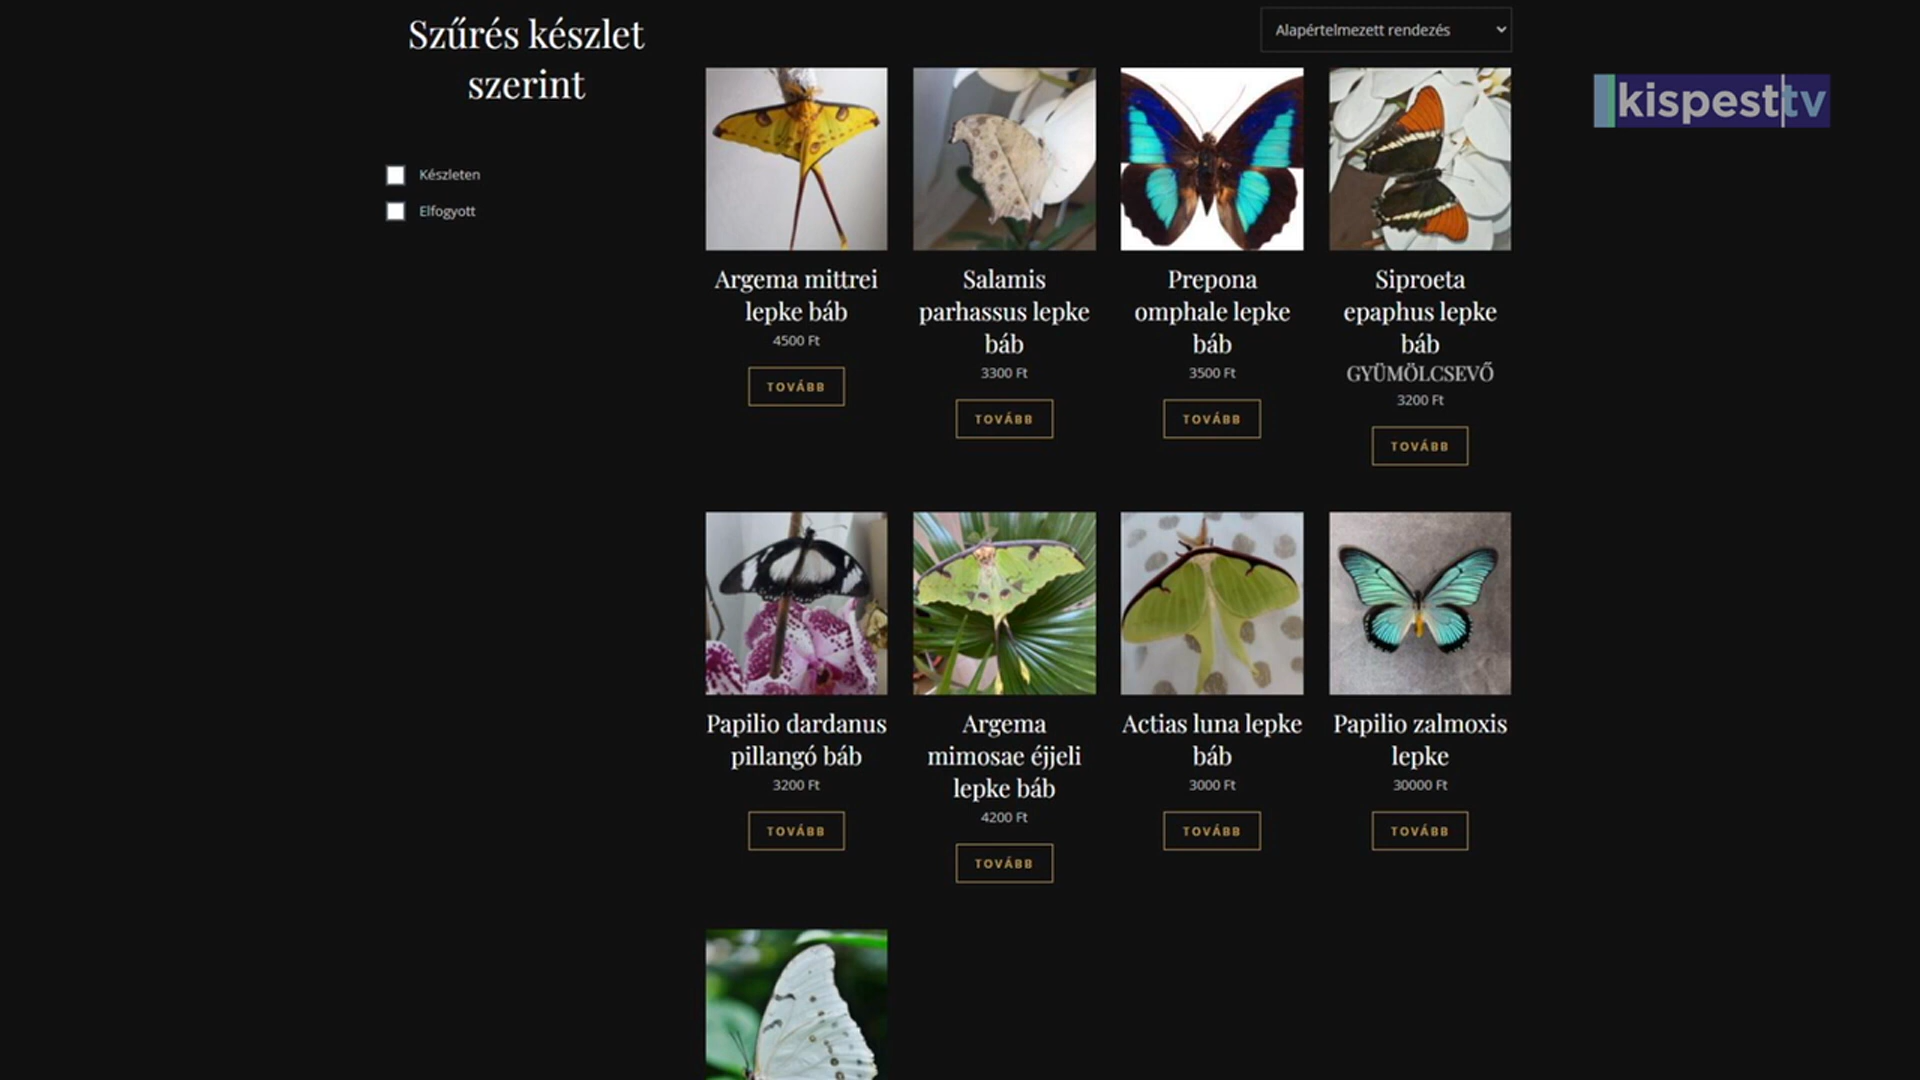 Szűrés készlet
szerint
Készleten
Elfogyott
Alapértelmezett rendezés
kispest tv
Argema mittrei
lepke báb
4500 Ft
TOVÁBB
Salamis
parhassus lepke
báb
3300 Ft
TOVÁBB
Prepona
omphale lepke
báb
3500 Ft
TOVÁBB
Siproeta
epaphus lepke
báb
GYÜMÖLCSEVŐ
3200 Ft
TOVÁBB
Papilio dardanus
pillangó báb
3200 Ft
TOVÁBB
Argema
mimosae éjjeli
lepke báb
4200 Ft
TOVÁBB
Actias luna lepke
báb
3000 Ft
TOVÁBB
Papilio zalmoxis
lepke
30000 Ft
TOVÁBB